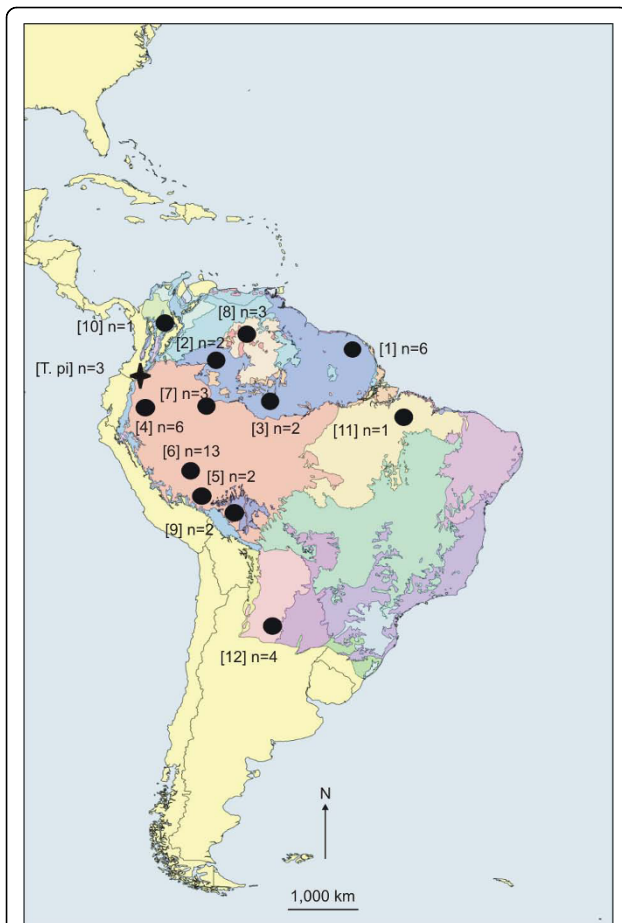 [8] n=3
[10] n=1
[2] n=2
[1] n=6
[T. pi] n=3
[7] n=3
[4] n=6
[3] n=2
[11] n=1
[6] n=13
[5] n=2
[9] n=2
[12] n=4
N
1,000 km